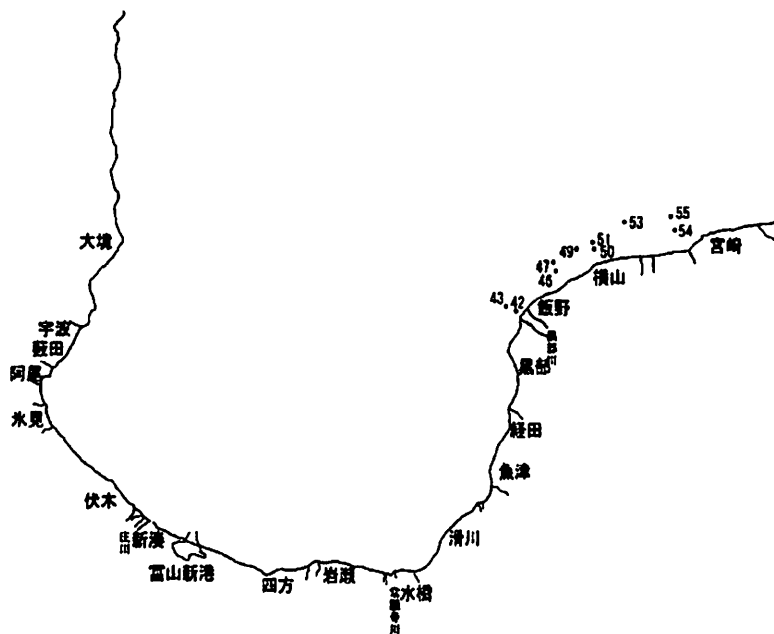 55
53
54
宮崎
51
49
50
横山
47
46
43
42
飯野
大境
宇波
薮田
阿尾
氷見
黒部
経田
魚津
伏木
庄川
新湊
富山新港
四方
岩瀬
水橋
滑川